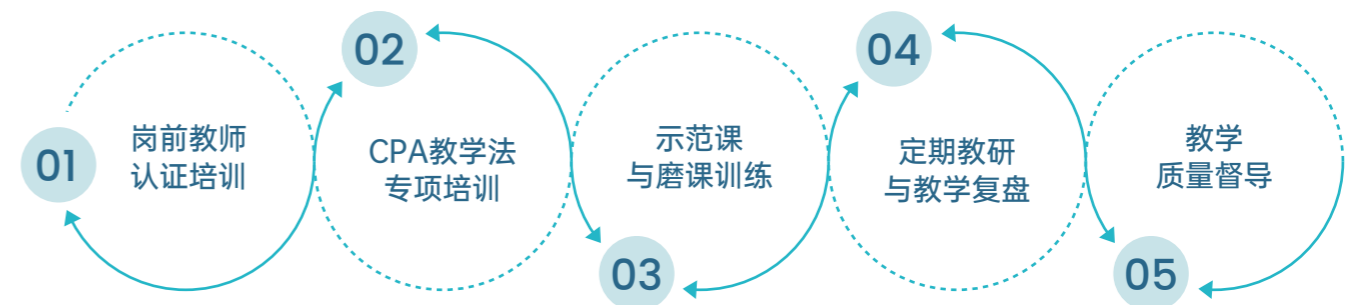 01
岗前教师
认证培训
02
CPA教学法
专项培训
03
示范课
与磨课训练
04
定期教研
与教学复盘
05
教学
质量督导